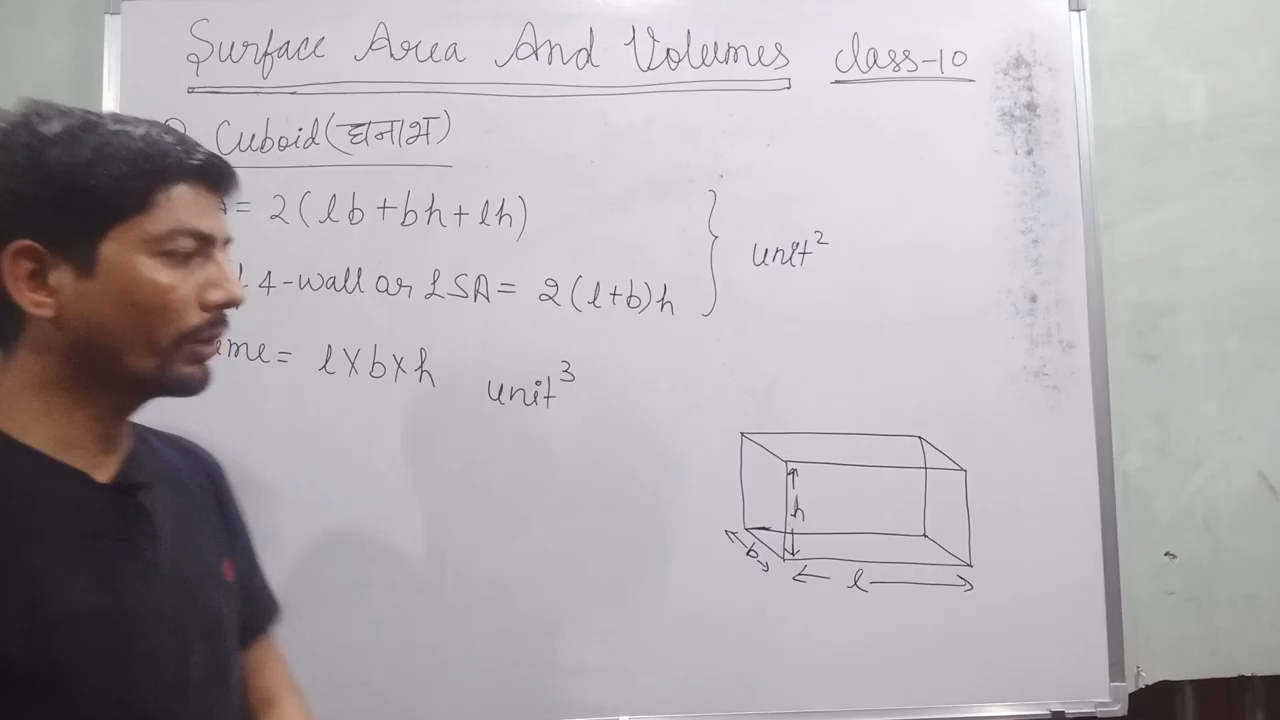 Surface Area And Volumes class-10
Cuboid (घनाभ)
= 2(lb+bh+lh)
4-wall or LSA = 2(l+b)h
unit²
= l×b×h unit³
h
b
l